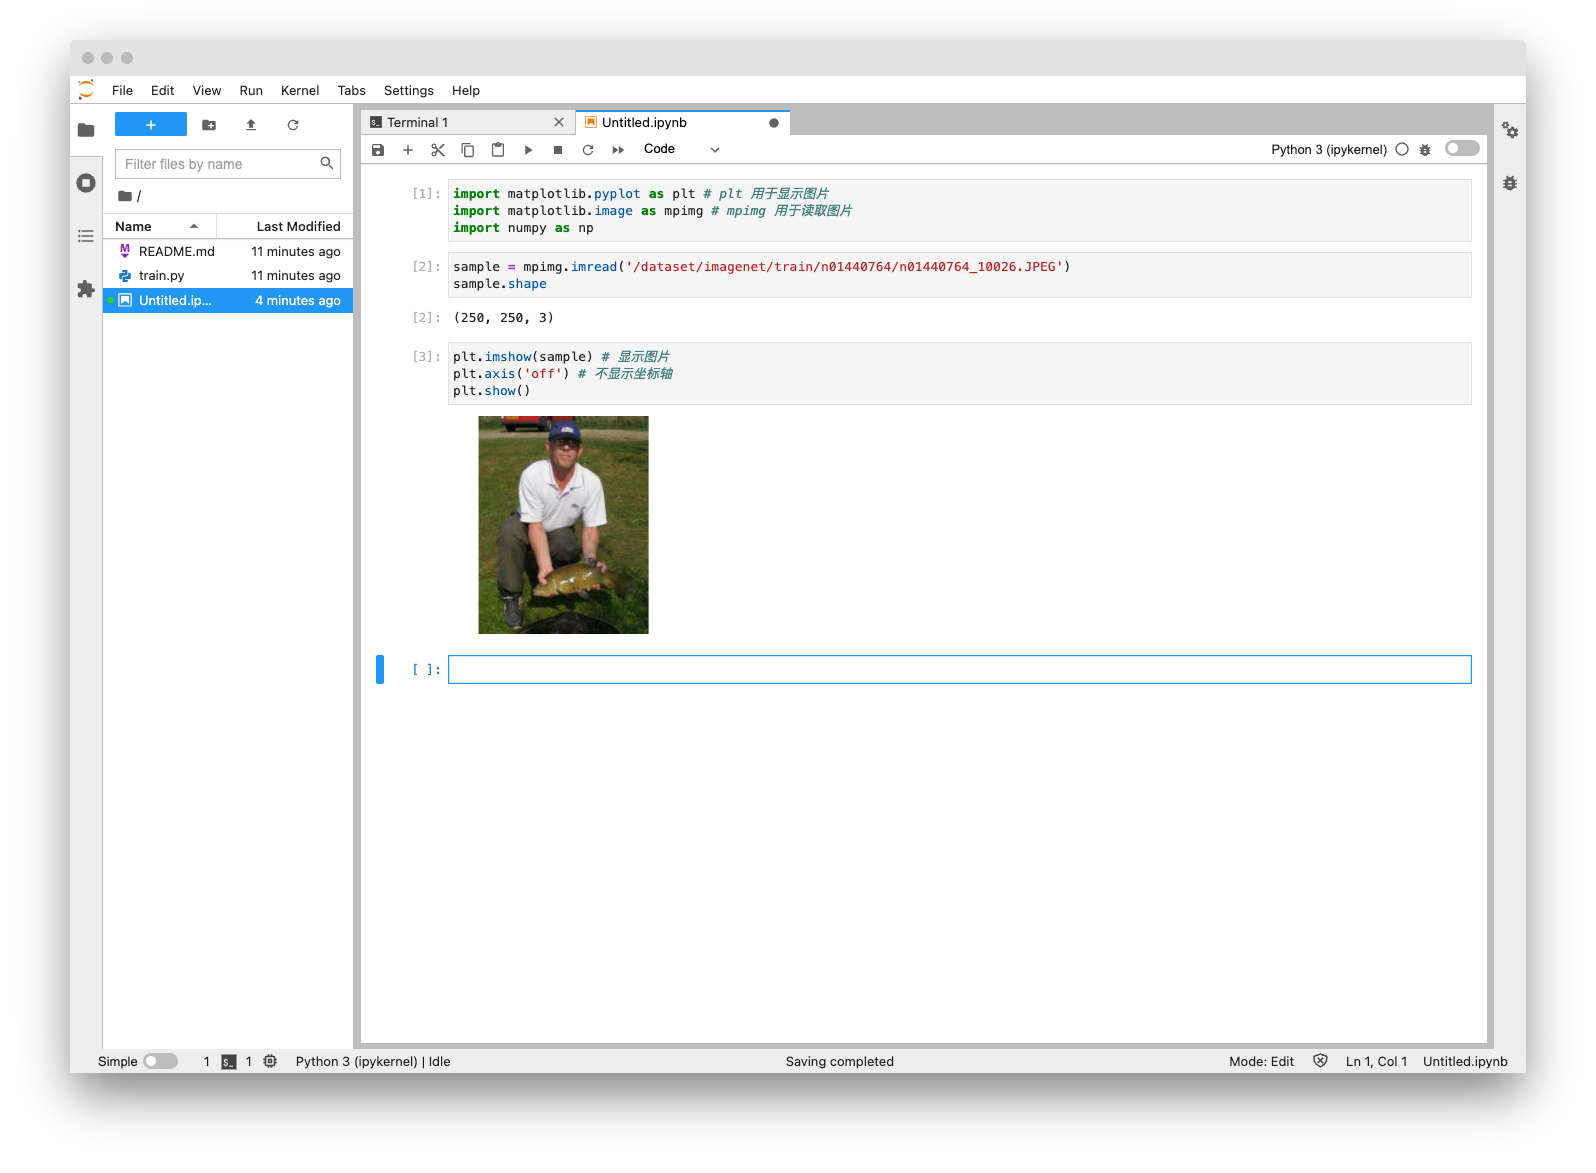 File Edit View Run Kernel Tabs Settings Help
Filter files by name
/
Name Last Modified
README.md 11 minutes ago
train.py 11 minutes ago
Untitled.ip... 4 minutes ago
Terminal 1
Untitled.ipynb
Code
Python 3 (ipykernel)
[1]: import matplotlib.pyplot as plt # plt 用于显示图片
import matplotlib.image as mpimg # mpimg 用于读取图片
import numpy as np
[2]: sample = mpimg.imread('/dataset/imagenet/train/n01440764/n01440764_10026.JPEG')
sample.shape
[2]: (250, 250, 3)
[3]: plt.imshow(sample) # 显示图片
plt.axis('off') # 不显示坐标轴
plt.show()
[ ]:
Simple 1 1 Python 3 (ipykernel) | Idle Saving completed Mode: Edit Ln 1, Col 1 Untitled.ipynb